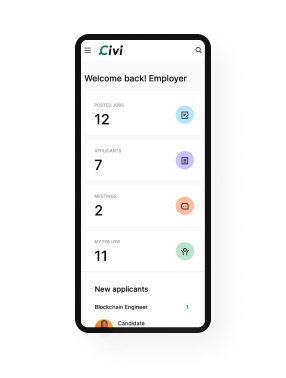 Civi
Welcome back! Employer
POSTED JOBS
12
APPLICANTS
7
MEETINGS
2
MY FOLLOW
11
New applicants
Blockchain Engineer
1
Candidate